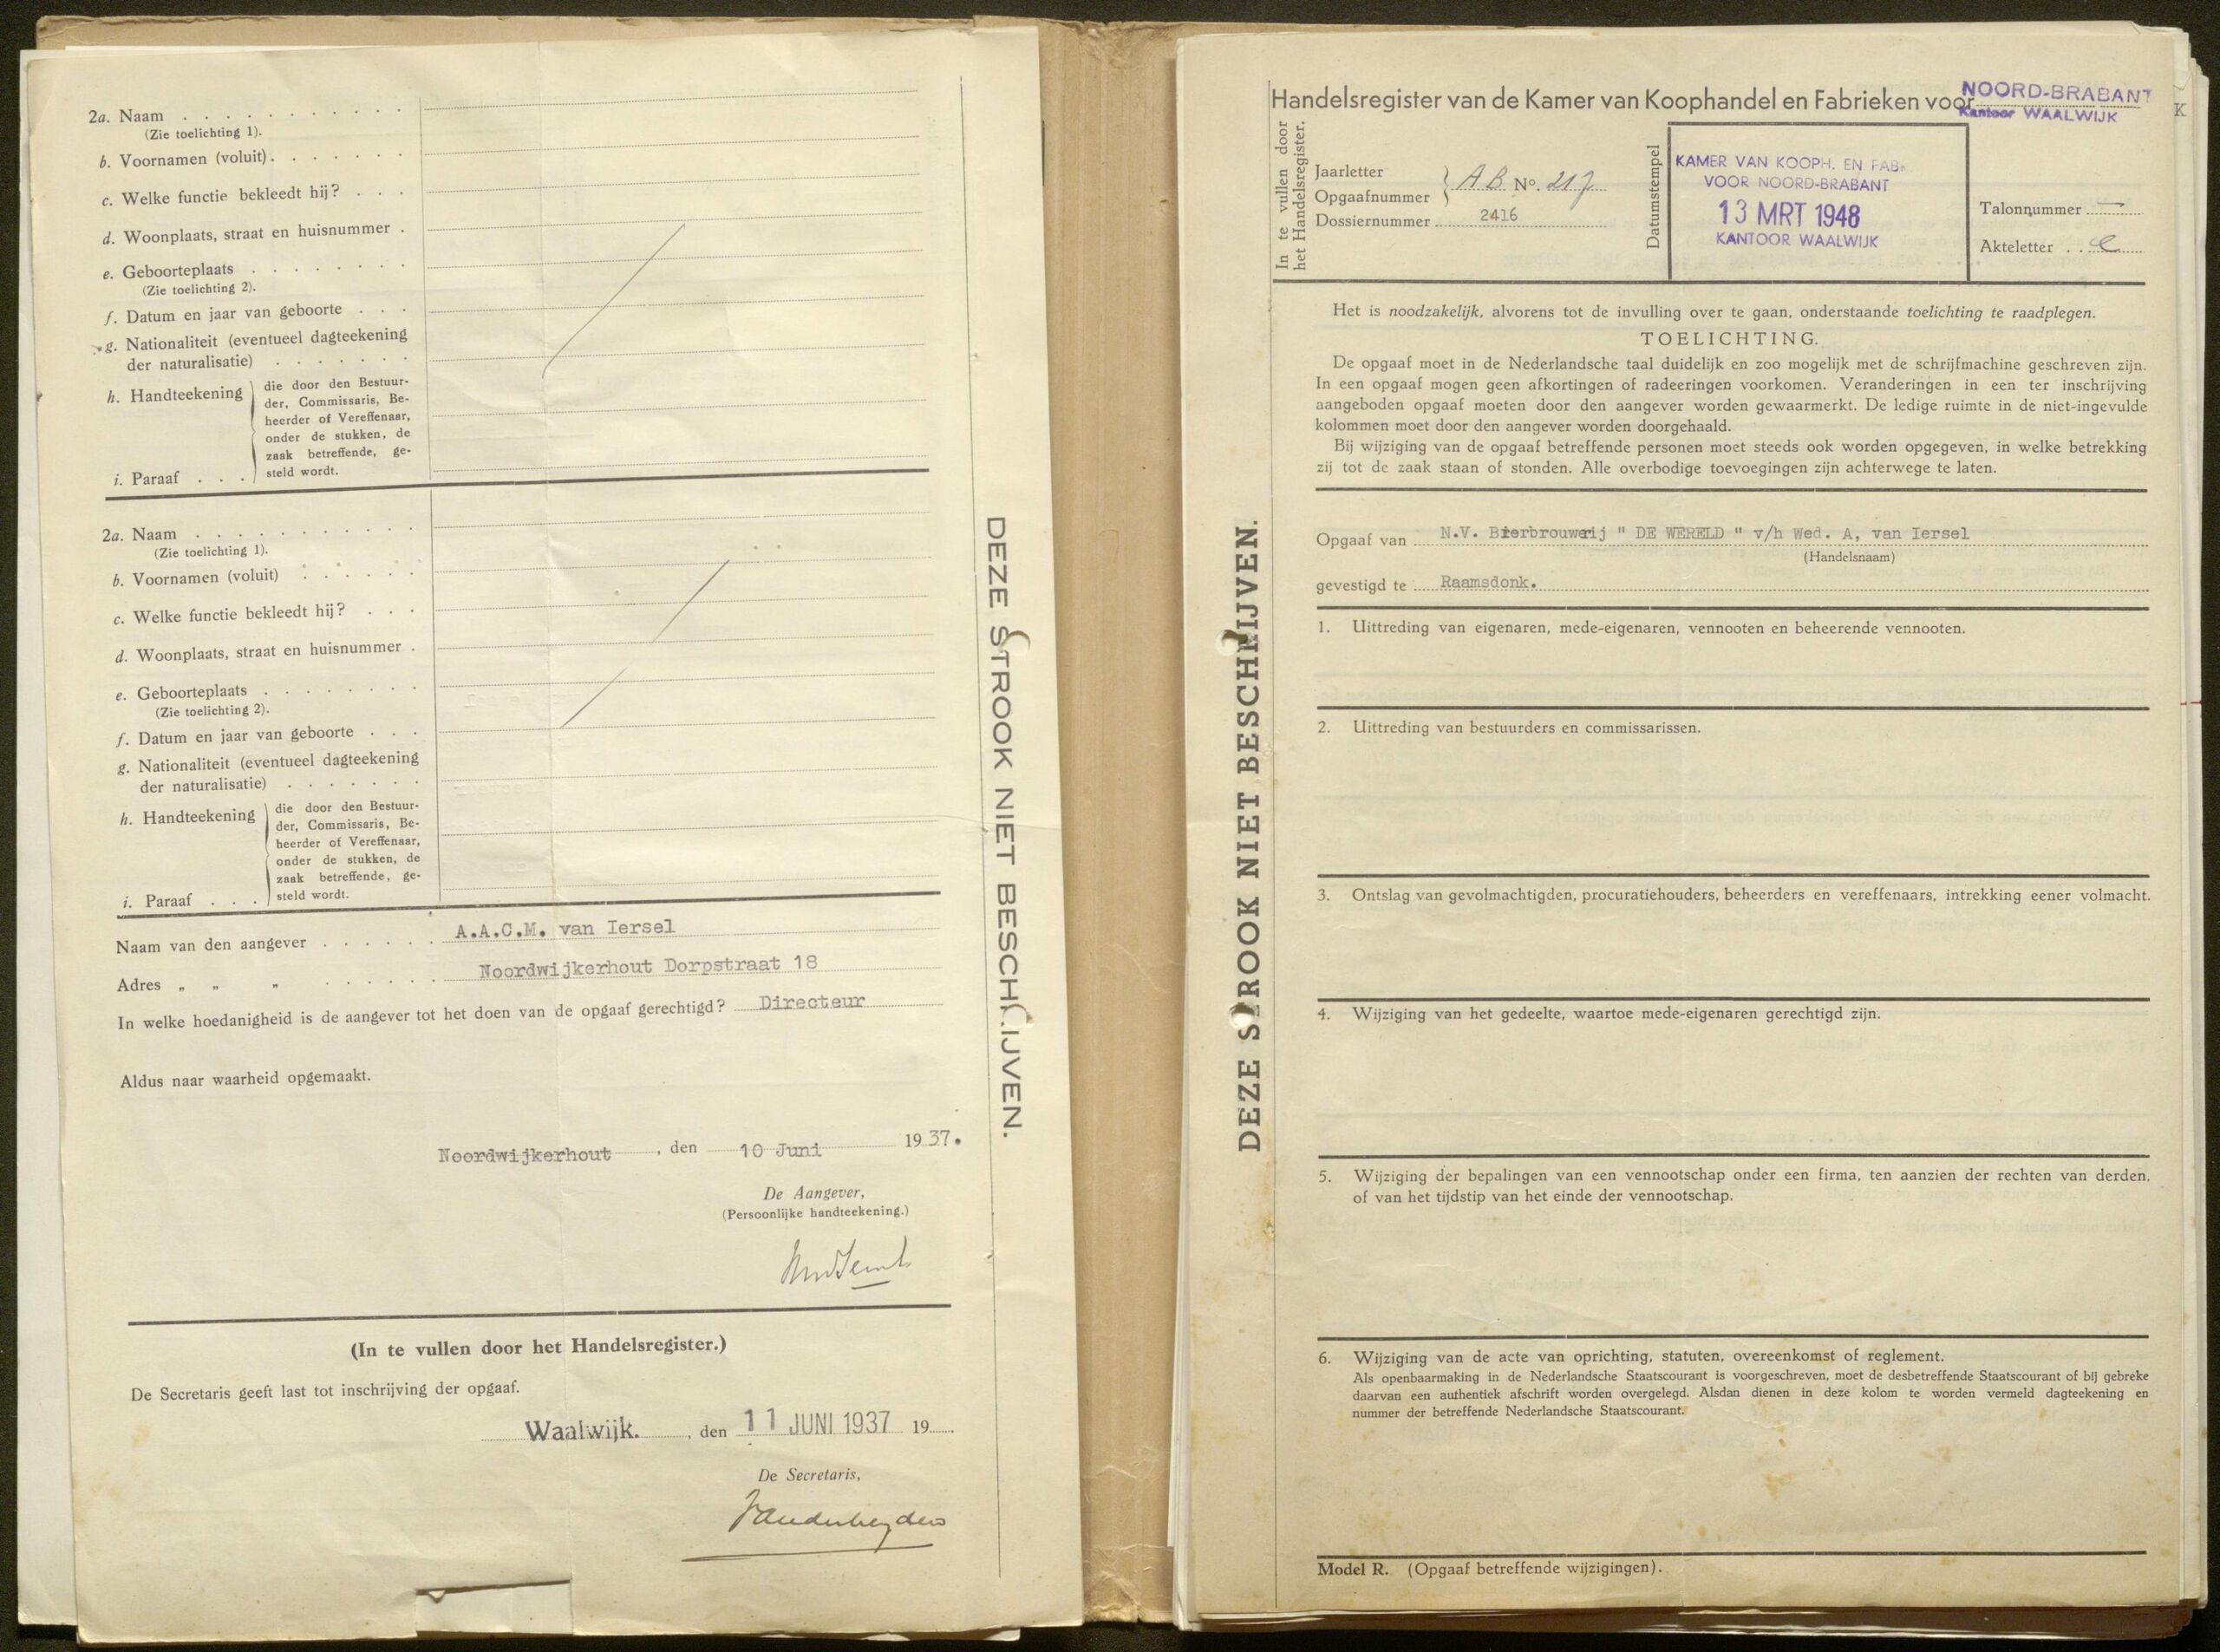 2a. Naam . . . . . . . . . . .
(Zie toelichting 1).
b. Voornamen (voluit) . . . . . . .
c. Welke functie bekleedt hij? . . .
d. Woonplaats, straat en huisnummer .
e. Geboorteplaats . . . . . . . .
(Zie toelichting 2).
f. Datum en jaar van geboorte . . .
g. Nationaliteit (eventueel dagteekening
der naturalisatie) . . . . . . .
h. Handteekening
die door den Bestuur-
der, Commissaris, Be-
heerder of Vereffenaar,
onder de stukken, de
zaak betreffende, ge-
steld wordt.
i. Paraaf . . .
2a. Naam . . . . . . . . . . .
(Zie toelichting 1).
b. Voornamen (voluit) . . . . . .
c. Welke functie bekleedt hij? . . .
d. Woonplaats, straat en huisnummer .
e. Geboorteplaats . . . . . . . .
(Zie toelichting 2).
f. Datum en jaar van geboorte . . .
g. Nationaliteit (eventueel dagteekening
der naturalisatie) . . . . . . .
h. Handteekening
die door den Bestuur-
der, Commissaris, Be-
heerder of Vereffenaar,
onder de stukken, de
zaak betreffende, ge-
steld wordt.
i. Paraaf . . .
Naam van den aangever . . . . . . A.A.C.M. van Iersel
Adres „ „ „ . . . . . . Noordwijkerhout Dorpstraat 18
In welke hoedanigheid is de aangever tot het doen van de opgaaf gerechtigd? Directeur
Aldus naar waarheid opgemaakt.
Noordwijkerhout, den 10 Juni 1937.
De Aangever,
(Persoonlijke handteekening.)
(In te vullen door het Handelsregister.)
De Secretaris geeft last tot inschrijving der opgaaf.
Waalwijk. , den 11 JUNI 1937 19
De Secretaris,
Vanderheyden
DEZE STROOK NIET BESCHRIJVEN.
DEZE STROOK NIET BESCHRIJVEN.
Handelsregister van de Kamer van Koophandel en Fabrieken voor NOORD-BRABANT
Kantoor WAALWIJK
K
In te vullen door
het Handelsregister.
Jaarletter
Opgaafnummer
AB No. 217
Dossiernummer 2416
Datumstempel
KAMER VAN KOOPH. EN FABR
VOOR NOORD-BRABANT
13 MRT 1948
KANTOOR WAALWIJK
Talonnummer —
Akteletter . . e
Het is noodzakelijk, alvorens tot de invulling over te gaan, onderstaande toelichting te raadplegen.
TOELICHTING.
De opgaaf moet in de Nederlandsche taal duidelijk en zoo mogelijk met de schrijfmachine geschreven zijn.
In een opgaaf mogen geen afkortingen of radeeringen voorkomen. Veranderingen in een ter inschrijving
aangeboden opgaaf moeten door den aangever worden gewaarmerkt. De ledige ruimte in de niet-ingevulde
kolommen moet door den aangever worden doorgehaald.
Bij wijziging van de opgaaf betreffende personen moet steeds ook worden opgegeven, in welke betrekking
zij tot de zaak staan of stonden. Alle overbodige toevoegingen zijn achterwege te laten.
Opgaaf van N.V. Bierbrouwerij " DE WERELD " v/h Wed. A, van Iersel
(Handelsnaam)
gevestigd te Raamsdonk.
1. Uittreding van eigenaren, mede-eigenaren, vennooten en beheerende vennooten.
2. Uittreding van bestuurders en commissarissen.
3. Ontslag van gevolmachtigden, procuratiehouders, beheerders en vereffenaars, intrekking eener volmacht.
4. Wijziging van het gedeelte, waartoe mede-eigenaren gerechtigd zijn.
5. Wijziging der bepalingen van een vennootschap onder een firma, ten aanzien der rechten van derden.
of van het tijdstip van het einde der vennootschap.
6. Wijziging van de acte van oprichting, statuten, overeenkomst of reglement.
Als openbaarmaking in de Nederlandsche Staatscourant is voorgeschreven, moet de desbetreffende Staatscourant of bij gebreke
daarvan een authentiek afschrift worden overgelegd. Alsdan dienen in deze kolom te worden vermeld dagteekening en
nummer der betreffende Nederlandsche Staatscourant.
Model R. (Opgaaf betreffende wijzigingen).